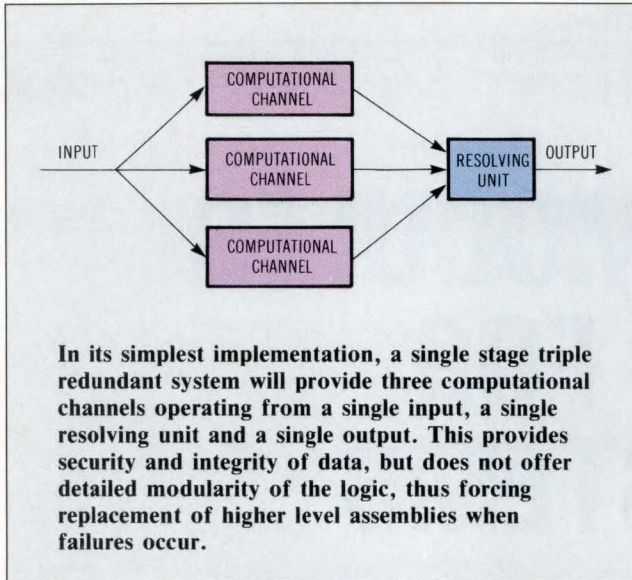 COMPUTATIONAL
CHANNEL
INPUT
COMPUTATIONAL
CHANNEL
RESOLVING
UNIT
OUTPUT
COMPUTATIONAL
CHANNEL
In its simplest implementation, a single stage triple
redundant system will provide three computational
channels operating from a single input, a single
resolving unit and a single output. This provides
security and integrity of data, but does not offer
detailed modularity of the logic, thus forcing
replacement of higher level assemblies when
failures occur.